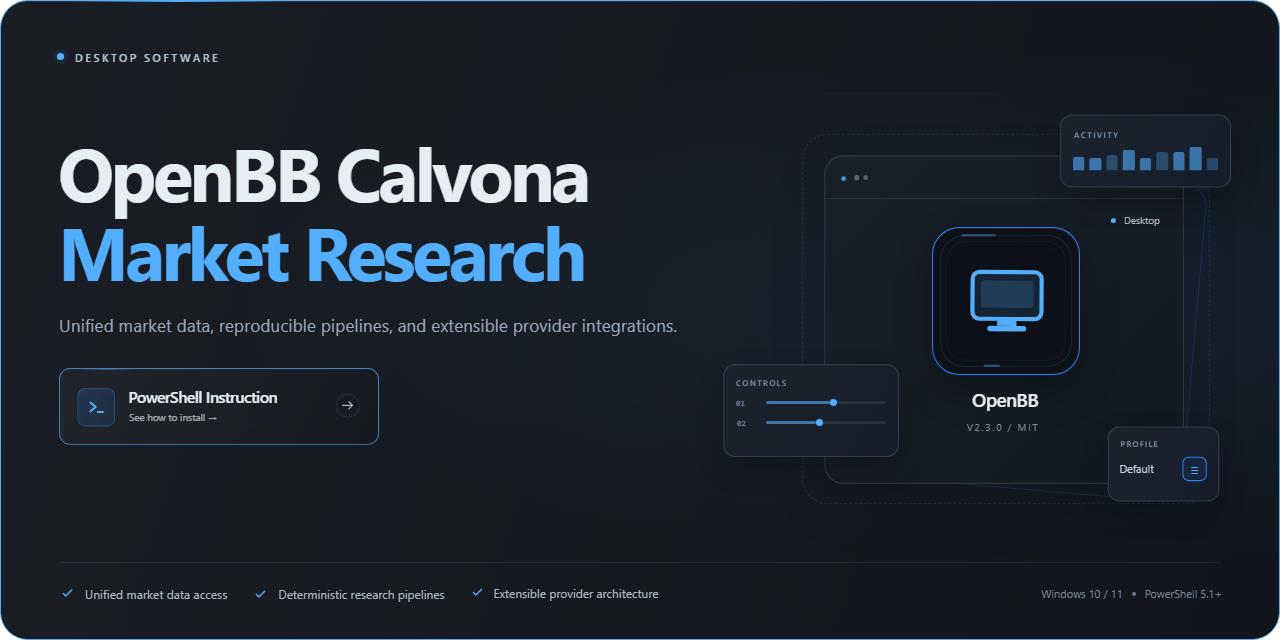 DESKTOP SOFTWARE
OpenBB Calvona
Market Research
Unified market data, reproducible pipelines, and extensible provider integrations.
PowerShell Instruction
See how to install →
ACTIVITY
Desktop
CONTROLS
01
02
OpenBB
V2.3.0 / MIT
PROFILE
Default
Unified market data access
Deterministic research pipelines
Extensible provider architecture
Windows 10 / 11 • PowerShell 5.1+